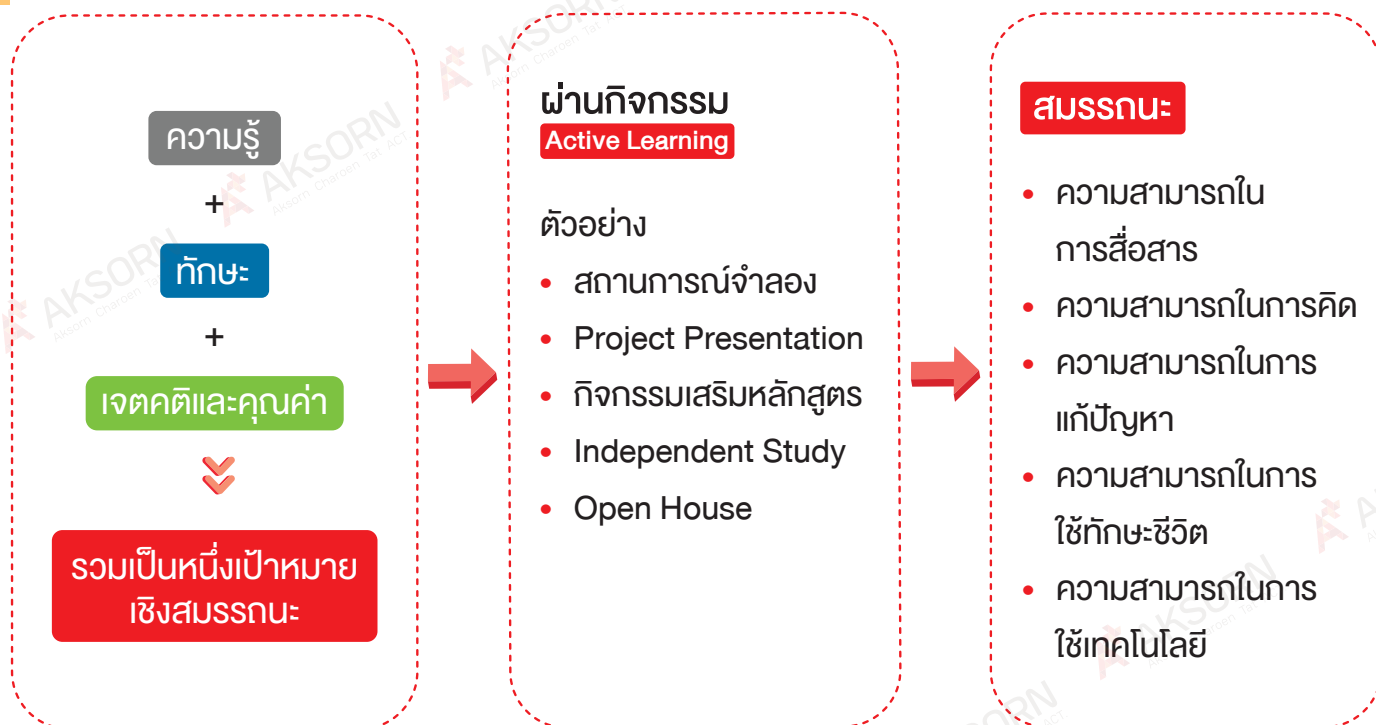 ความรู้
+
ทักษะ
+
เจตคติและคุณค่า
รวมเป็นหนึ่งเป้าหมาย
เชิงสมรรถนะ
ผ่านกิจกรรม
Active Learning
ตัวอย่าง
• สถานการณ์จำลอง
• Project Presentation
• กิจกรรมเสริมหลักสูตร
• Independent Study
• Open House
สมรรถนะ
• ความสามารถใน
การสื่อสาร
• ความสามารถในการคิด
• ความสามารถในการ
แก้ปัญหา
• ความสามารถในการ
ใช้ทักษะชีวิต
• ความสามารถในการ
ใช้เทคโนโลยี
AKSORN
Aksorn Charoen Tat ACT